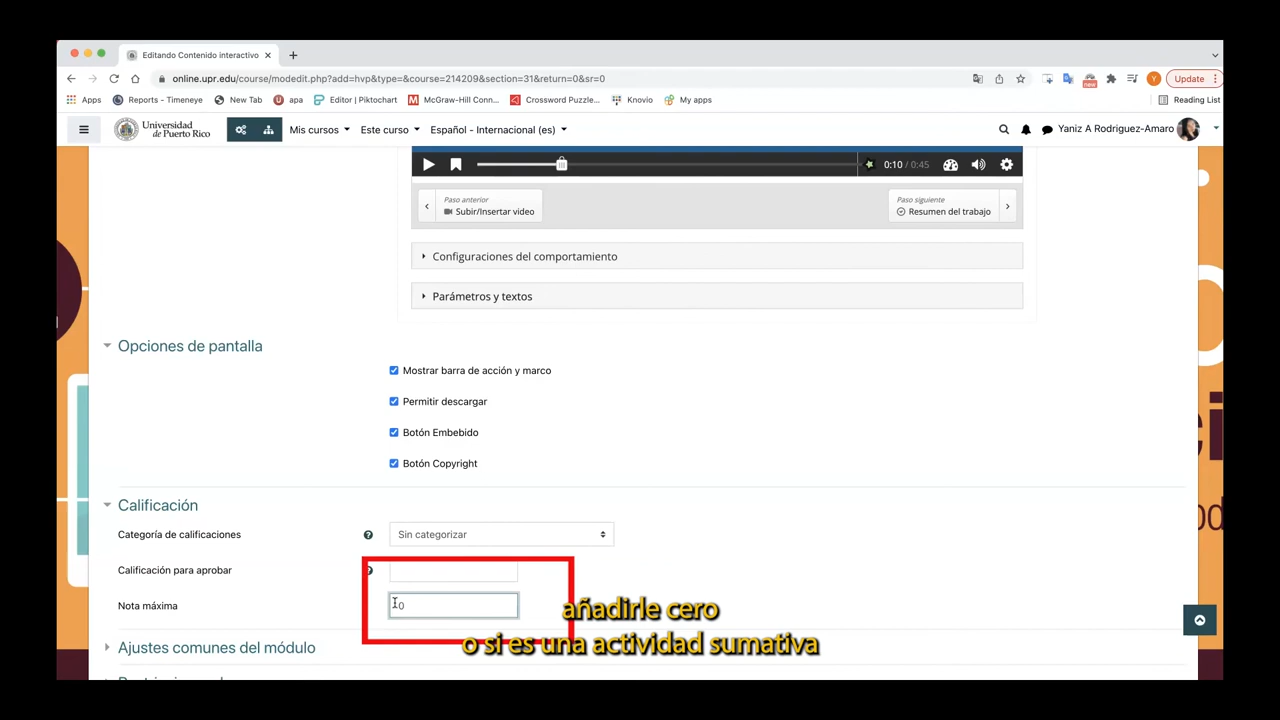 Editando Contenido interactivo
online.upr.edu/course/modedit.php?add=hvp&type=&course=214209&section=31&return=0&sr=0
new
Y
Update
Apps
Reports - Timeneye
New Tab
apa
Editor | Piktochart
McGraw-Hill Conn...
Crossword Puzzle...
Knovio
My apps
Reading List
Universidad
de Puerto Rico
Mis cursos
Este curso
Español - Internacional (es)
Yaniz A Rodriguez-Amaro
0:10 / 0:45
Paso anterior
Subir/Insertar video
Paso siguiente
Resumen del trabajo
Configuraciones del comportamiento
Parámetros y textos
Opciones de pantalla
Mostrar barra de acción y marco
Permitir descargar
Botón Embebido
Botón Copyright
Calificación
Categoría de calificaciones
Sin categorizar
Calificación para aprobar
Nota máxima
añadirle cero
o si es una actividad sumativa
Ajustes comunes del módulo